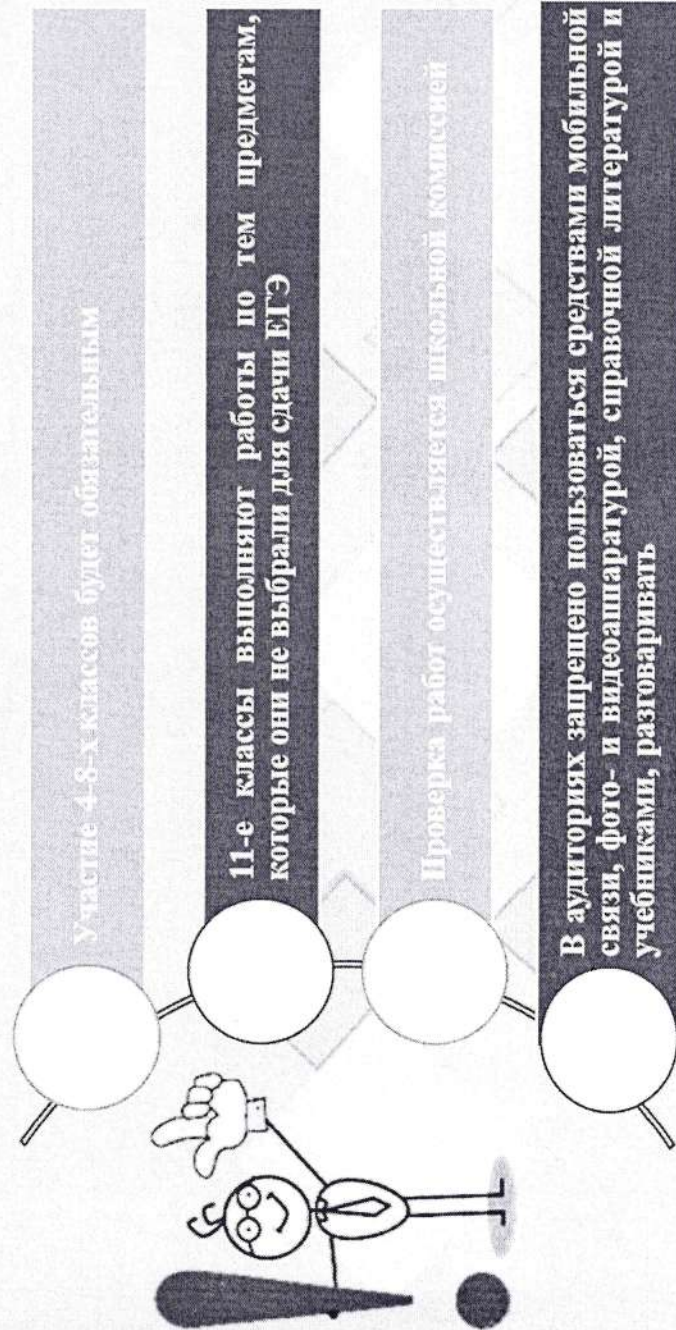 Участие 4-8-х классов будет обязательным
11-е классы выполняют работы по тем предметам,
которые они не выбрали для сдачи ЕГЭ
Проверка работ осуществляется школьной комиссией
В аудиториях запрещено пользоваться средствами мобильной
связи, фото- и видеоаппаратурой, справочной литературой и
учебниками, разговаривать